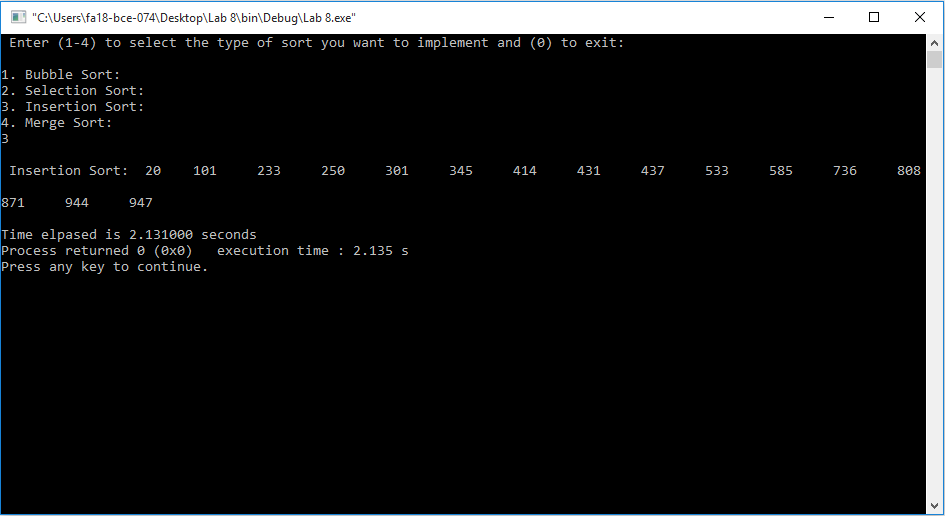 "C:\Users\fa18-bce-074\Desktop\Lab 8\bin\Debug\Lab 8.exe"
Enter (1-4) to select the type of sort you want to implement and (0) to exit:
1. Bubble Sort:
2. Selection Sort:
3. Insertion Sort:
4. Merge Sort:
3
Insertion Sort:  20    101     233     250     301     345     414     431     437     533     585     736     808
871     944     947
Time elpased is 2.131000 seconds
Process returned 0 (0x0)   execution time : 2.135 s
Press any key to continue.